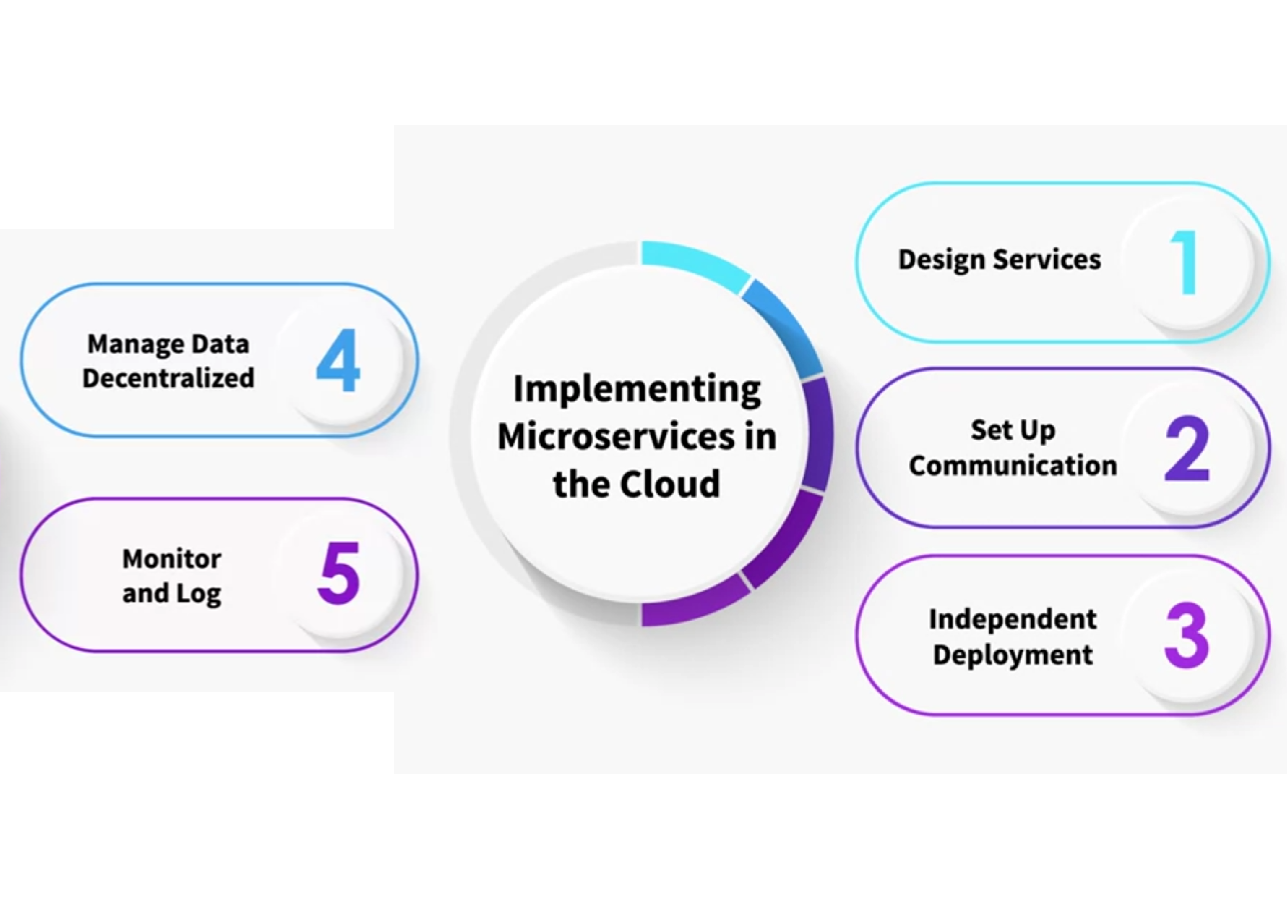 Implementing
Microservices in
the Cloud
Design Services
1
Set Up
Communication
2
Independent
Deployment
3
Manage Data
Decentralized
4
Monitor
and Log
5